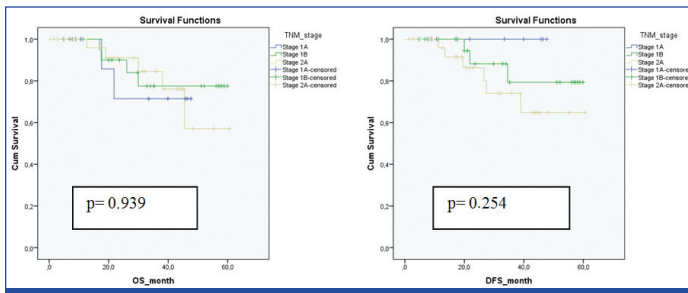 Survival Functions
TNM_stage
Stage 1A
Stage 1B
Stage 2A
Stage 1A-censored
Stage 1B-censored
Stage 2A-censored
Cum Survival
1,0
0,8
0,6
0,4
0,2
0,0
p= 0.939
,0 20,0 40,0 60,0
OS_month
Survival Functions
TNM_stage
Stage 1A
Stage 1B
Stage 2A
Stage 1A-censored
Stage 1B-censored
Stage 2A-censored
Cum Survival
1,0
0,8
0,6
0,4
0,2
0,0
p= 0.254
,0 20,0 40,0 60,0
DFS_month